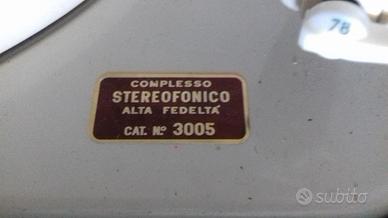 78
COMPLESSO
STEREOFONICO
ALTA FEDELTA'
CAT. No. 3005
subito